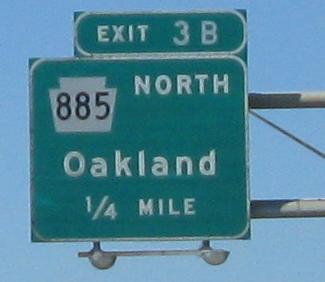 EXIT 3B
885 NORTH
Oakland
1/4 MILE